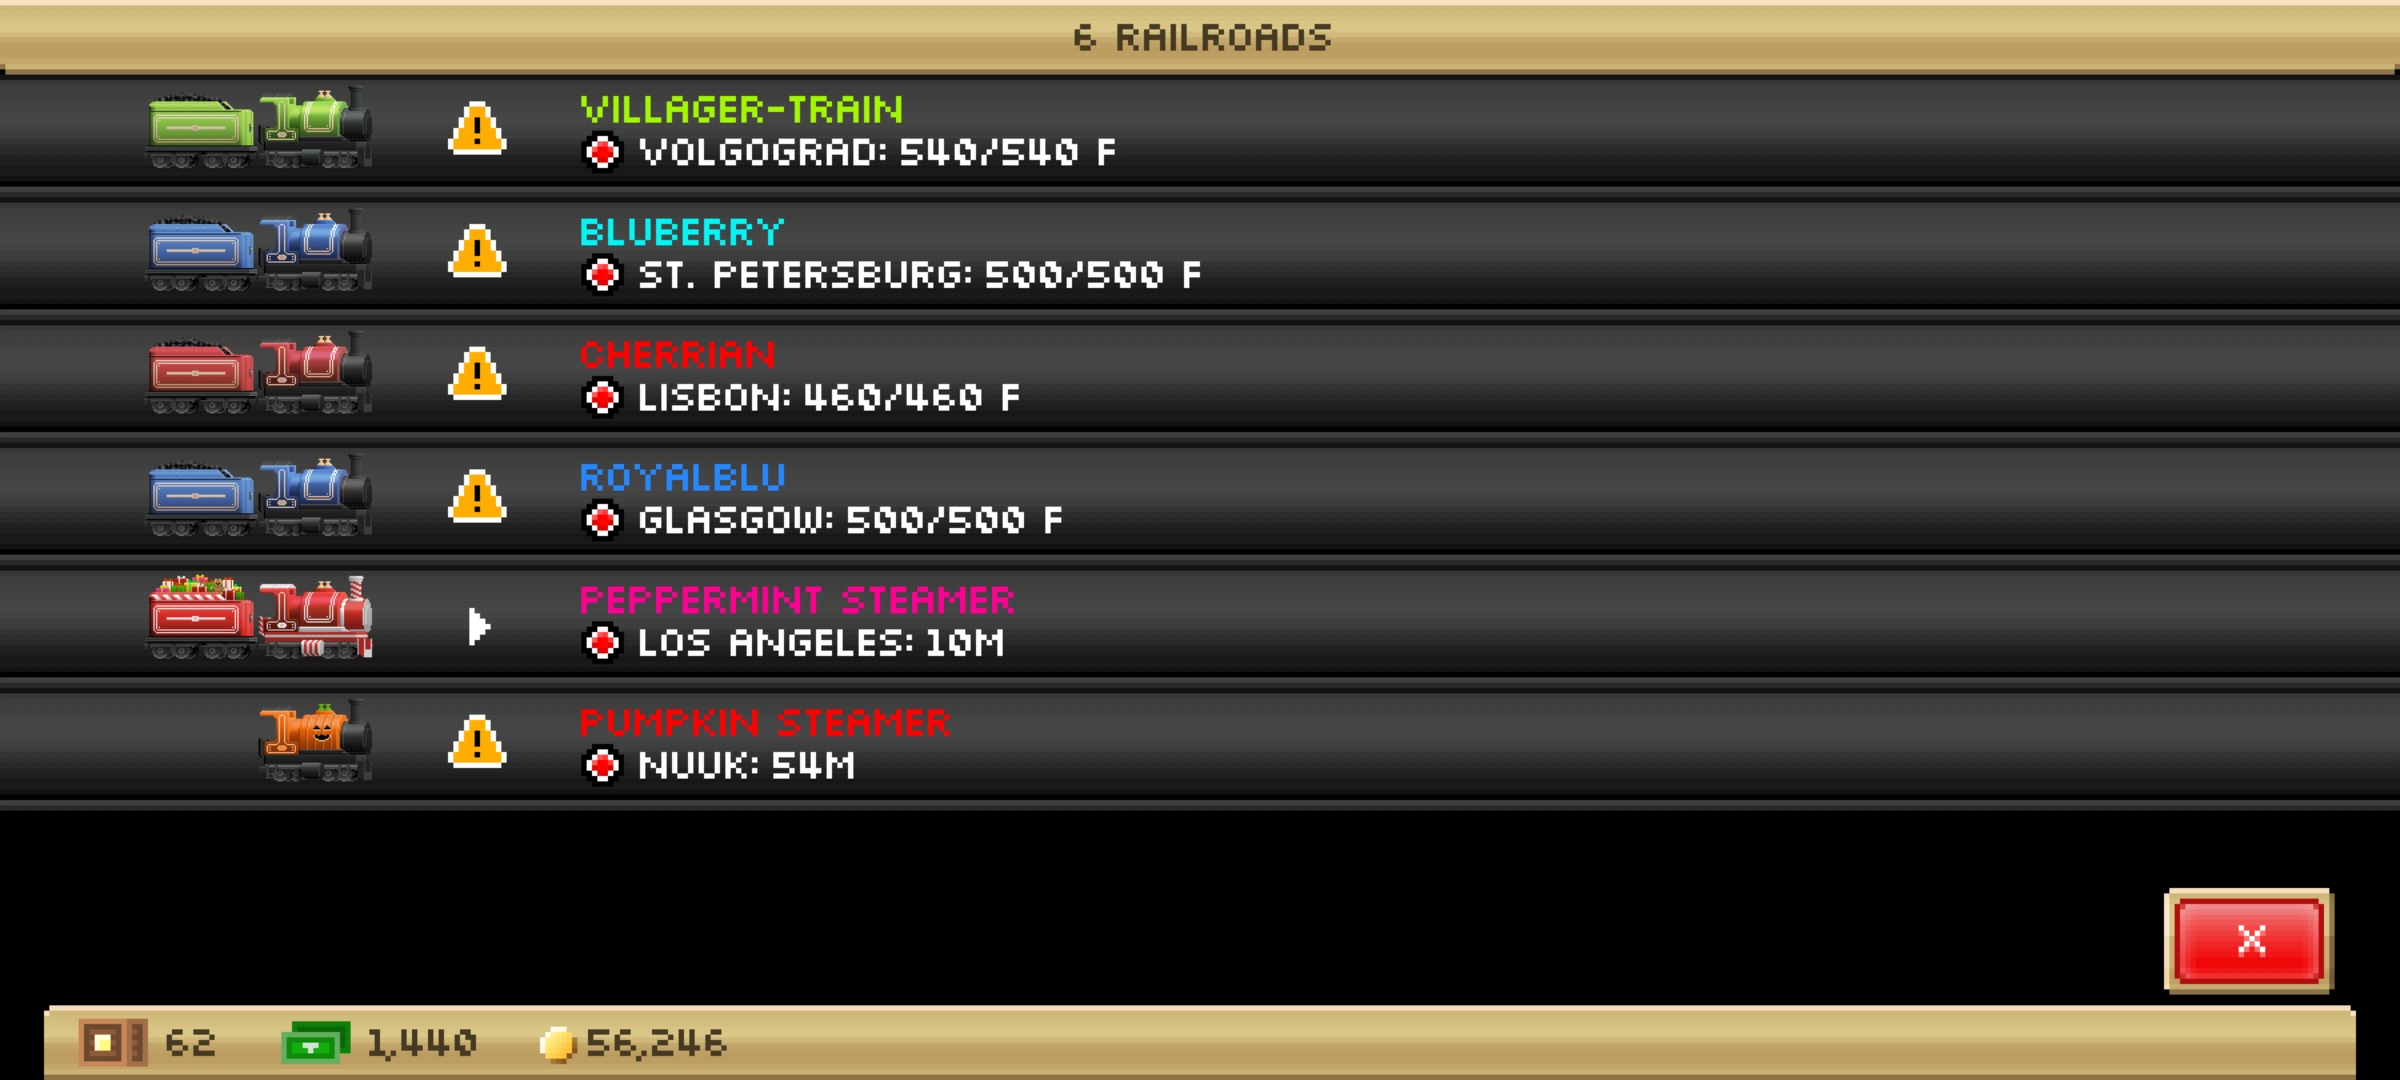 6 RAILROADS
VILLAGER-TRAIN
VOLGOGRAD: 540/540 F
BLUBERRY
ST. PETERSBURG: 500/500 F
CHERRIAN
LISBON: 460/460 F
ROYALBLU
GLASGOW: 500/500 F
PEPPERMINT STEAMER
LOS ANGELES: 10M
PUMPKIN STEAMER
NUUK: 54M
X
62 1,440 56,246